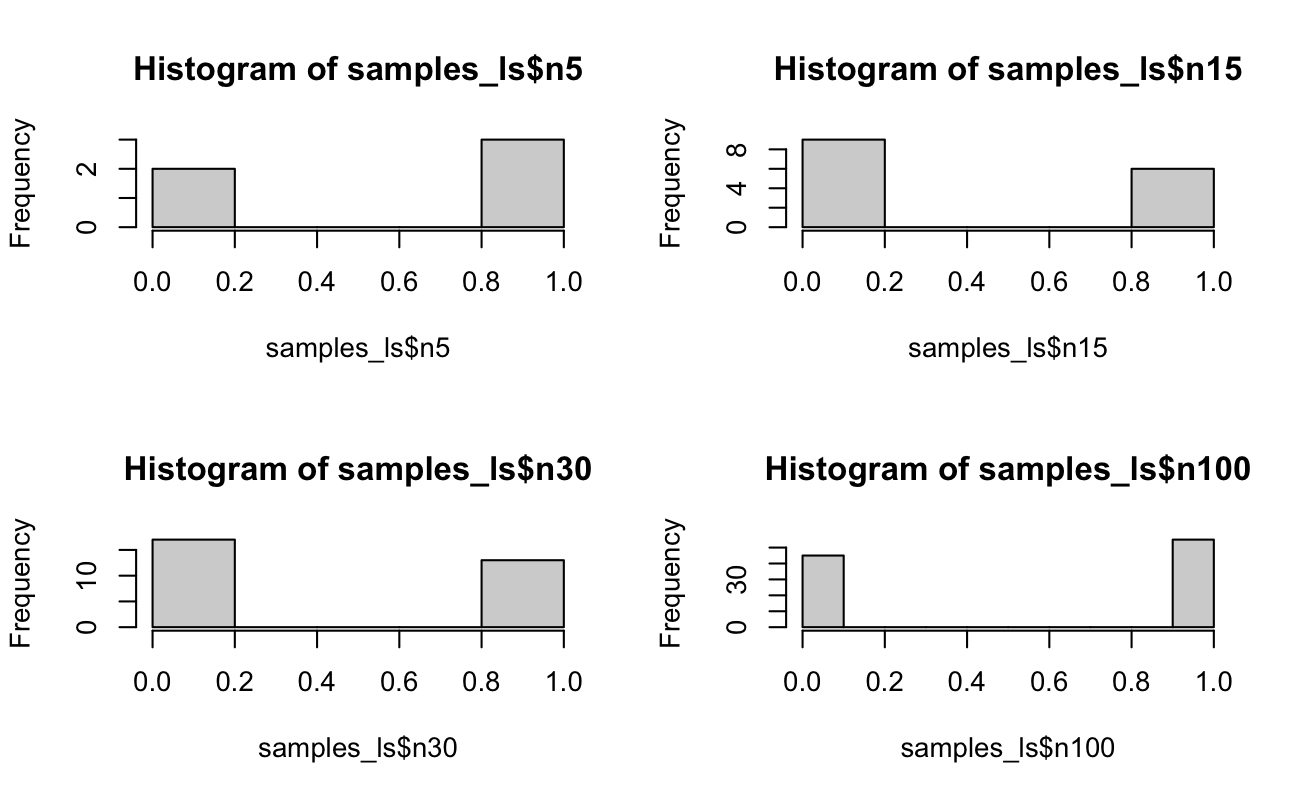 Histogram of samples_ls$n5
Frequency
2
0
0.0 0.2 0.4 0.6 0.8 1.0
samples_ls$n5
Histogram of samples_ls$n15
Frequency
8
4
0
0.0 0.2 0.4 0.6 0.8 1.0
samples_ls$n15
Histogram of samples_ls$n30
Frequency
10
0
0.0 0.2 0.4 0.6 0.8 1.0
samples_ls$n30
Histogram of samples_ls$n100
Frequency
30
0
0.0 0.2 0.4 0.6 0.8 1.0
samples_ls$n100